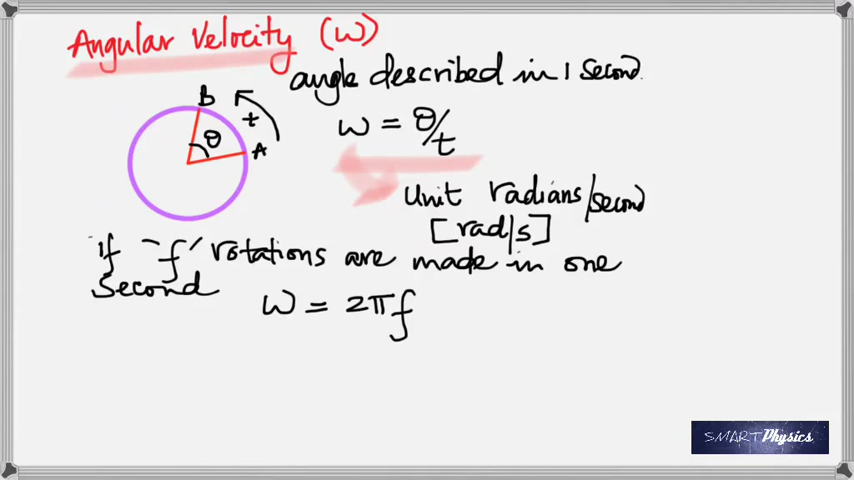 Angular Velocity (ω)
angle described in 1 second.
B
t
θ
A
ω = θ/t
Unit radians/second
[rad/s]
if 'f' rotations are made in one
second ω = 2πf
SMARTPhysics